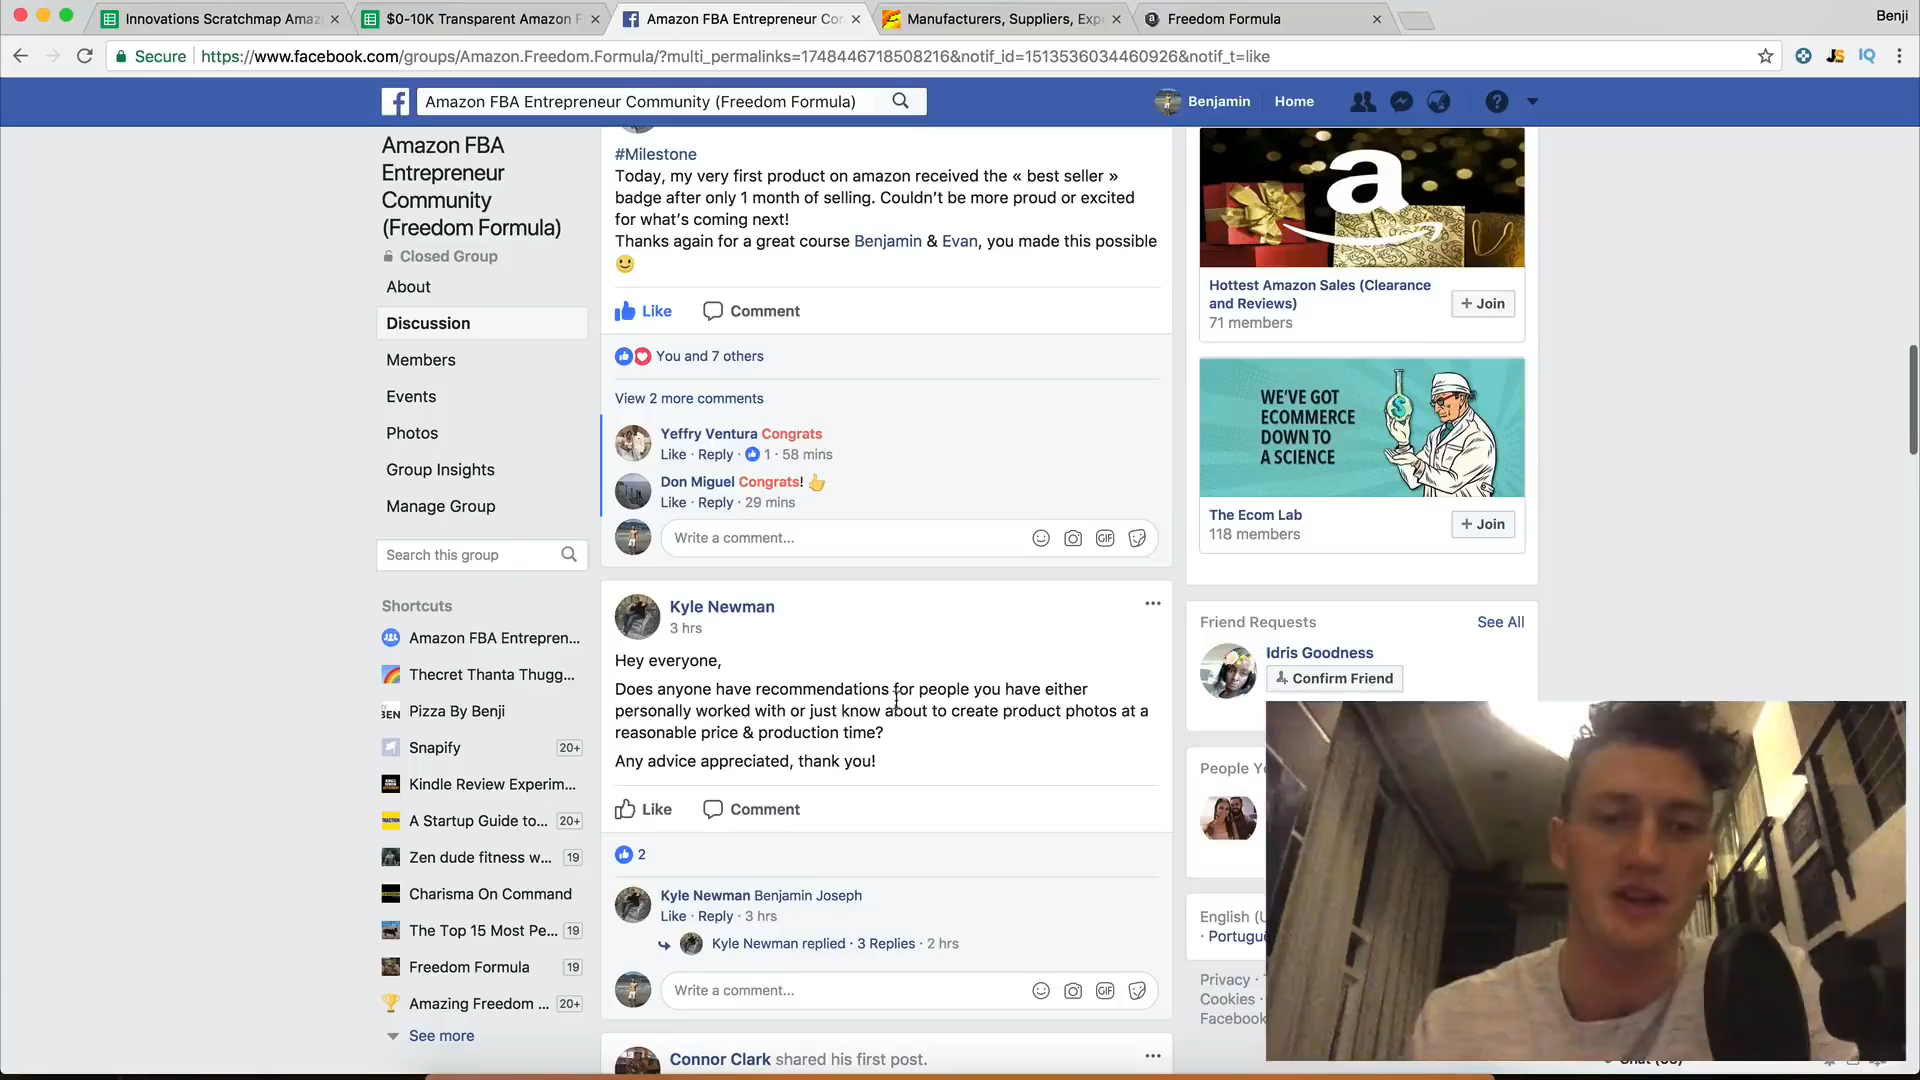 Innovations Scratchmap Amaz
$0-10K Transparent Amazon F
Amazon FBA Entrepreneur Co
Manufacturers, Suppliers, Exp
Freedom Formula
Benji
Secure
https://www.facebook.com/groups/Amazon.Freedom.Formula/?multi_permalinks=1748446718508216&notif_id=1513536034460926&notif_t=like
Amazon FBA Entrepreneur Community (Freedom Formula)
Benjamin
Home
Amazon FBA
Entrepreneur
Community
(Freedom Formula)
Closed Group
About
Discussion
Members
Events
Photos
Group Insights
Manage Group
Search this group
Shortcuts
Amazon FBA Entrepren...
Thecret Thanta Thugg...
Pizza By Benji
Snapify 20+
Kindle Review Experim...
A Startup Guide to... 20+
Zen dude fitness w... 19
Charisma On Command
The Top 15 Most Pe... 19
Freedom Formula 19
Amazing Freedom ... 20+
See more
#Milestone
Today, my very first product on amazon received the « best seller »
badge after only 1 month of selling. Couldn't be more proud or excited
for what's coming next!
Thanks again for a great course Benjamin & Evan, you made this possible
Like Comment
You and 7 others
View 2 more comments
Yeffry Ventura Congrats
Like · Reply · 1 · 58 mins
Don Miguel Congrats!
Like · Reply · 29 mins
Write a comment...
Kyle Newman
3 hrs
Hey everyone,
Does anyone have recommendations for people you have either
personally worked with or just know about to create product photos at a
reasonable price & production time?
Any advice appreciated, thank you!
Like Comment
2
Kyle Newman Benjamin Joseph
Like · Reply · 3 hrs
Kyle Newman replied · 3 Replies · 2 hrs
Write a comment...
Connor Clark shared his first post.
Hottest Amazon Sales (Clearance
and Reviews)
71 members
+ Join
WE'VE GOT
ECOMMERCE
DOWN TO
A SCIENCE
The Ecom Lab
118 members
+ Join
Friend Requests
See All
Idris Goodness
Confirm Friend
People Yo
English (U
· Portugu
Privacy ·
Cookies ·
Facebook